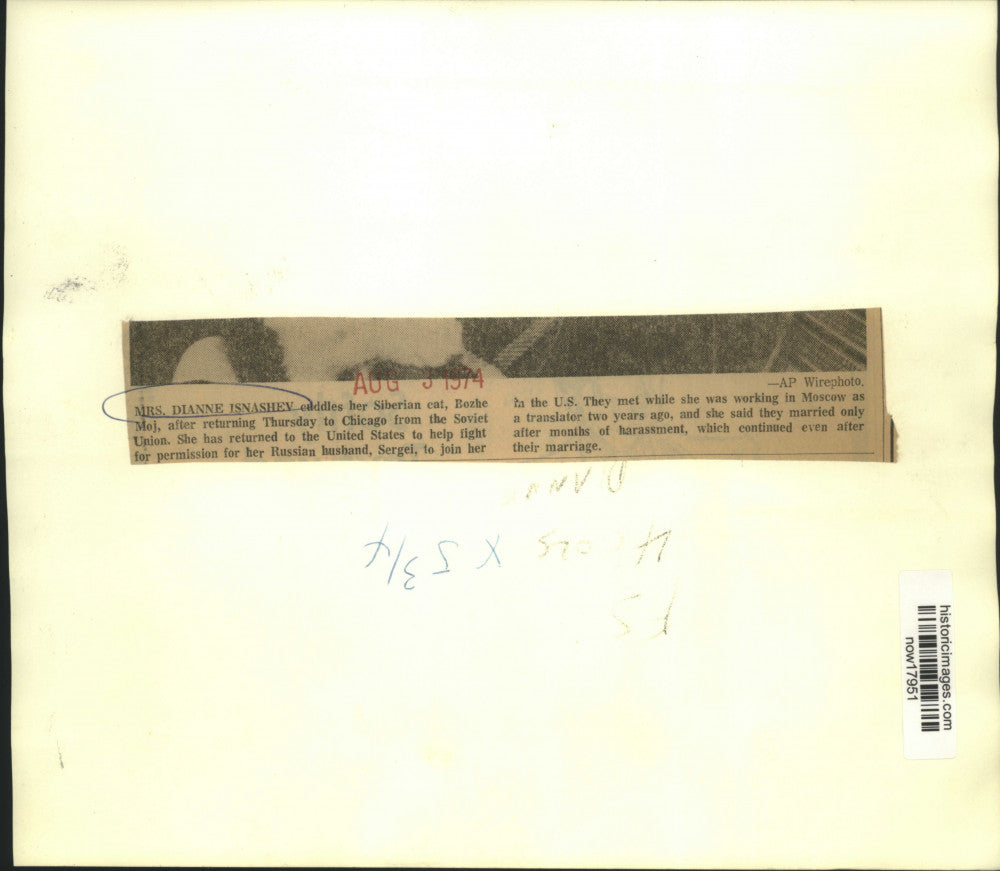 AUG 5 1974
—AP Wirephoto.
MRS. DIANNE ISNASHEV cuddles her Siberian cat, Bozhe
Moj, after returning Thursday to Chicago from the Soviet
Union. She has returned to the United States to help fight
for permission for her Russian husband, Sergei, to join her
in the U.S. They met while she was working in Moscow as
a translater two years ago, and she said they married only
after months of harassment, which continued even after
their marriage.
x 5 3/4
historicimages.com
now17951